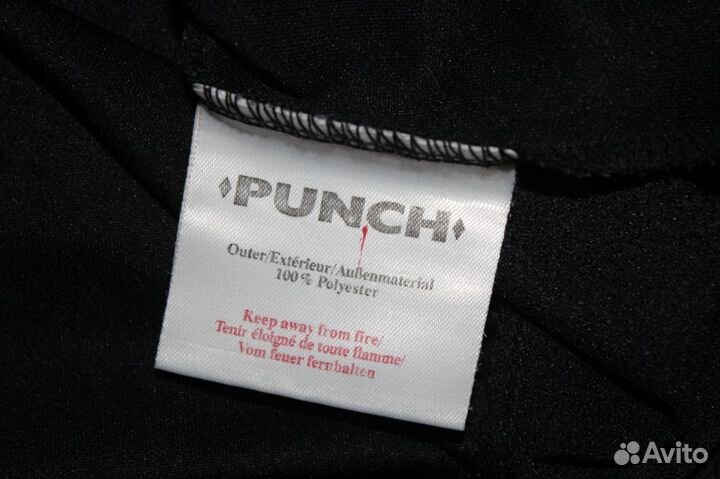 PUNCH
Outer/Extérieur/Außenmaterial
100% Polyester
Keep away from fire/
Tenir éloigné de toute flamme/
Vom feuer fernhalten
Avito